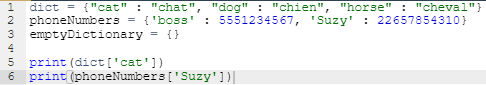 1 dict = {"cat" : "chat", "dog" : "chien", "horse" : "cheval"}
2 phoneNumbers = {'boss' : 5551234567, 'Suzy' : 22657854310}
3 emptyDictionary = {}
4
5 print(dict['cat'])
6 print(phoneNumbers['Suzy'])